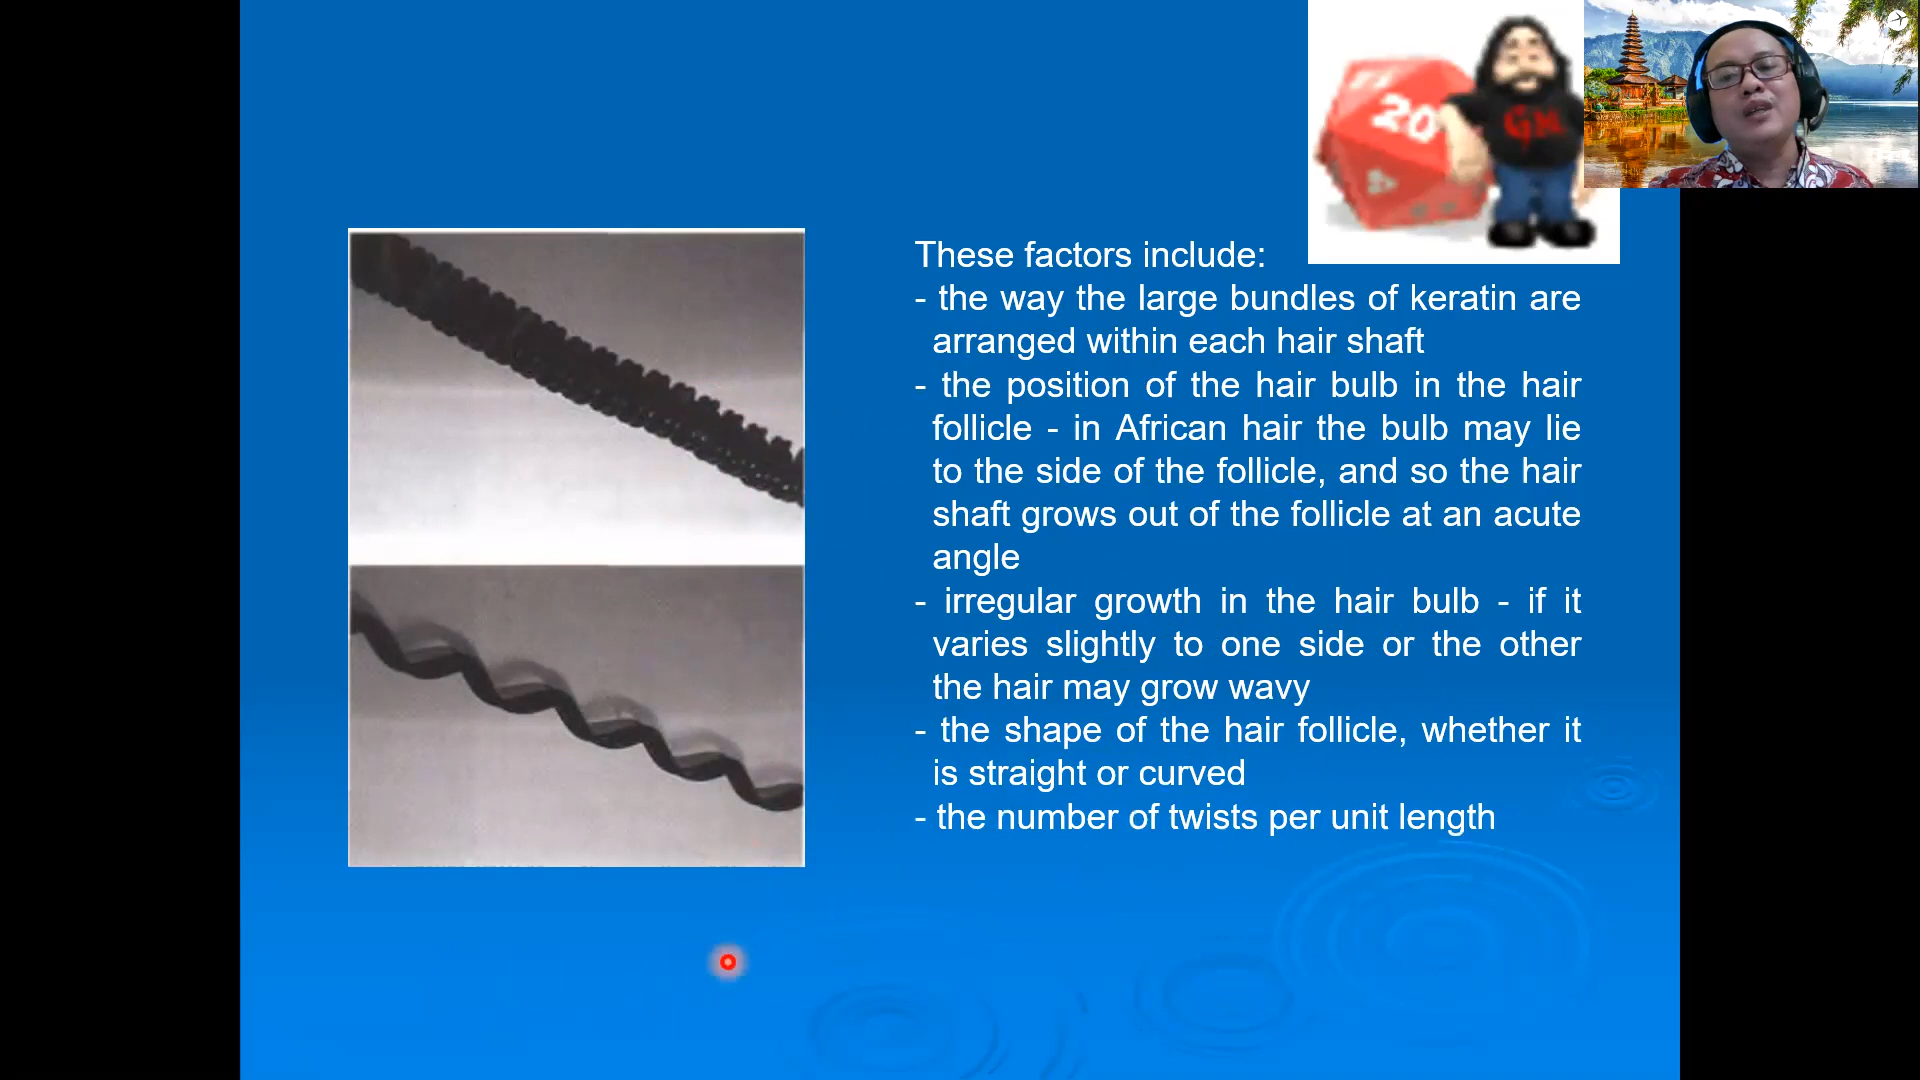 20
GM
These factors include:
- the way the large bundles of keratin are
arranged within each hair shaft
- the position of the hair bulb in the hair
follicle - in African hair the bulb may lie
to the side of the follicle, and so the hair
shaft grows out of the follicle at an acute
angle
- irregular growth in the hair bulb - if it
varies slightly to one side or the other
the hair may grow wavy
- the shape of the hair follicle, whether it
is straight or curved
- the number of twists per unit length